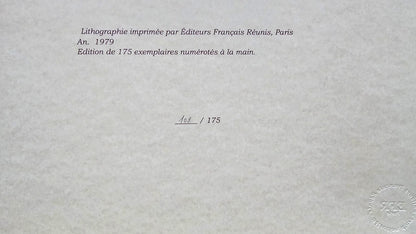 Lithographie imprimée par Éditeurs Français Réunis, Paris
An. 1979
Edition de 175 exemplaires numérotés à la main.
/ 175